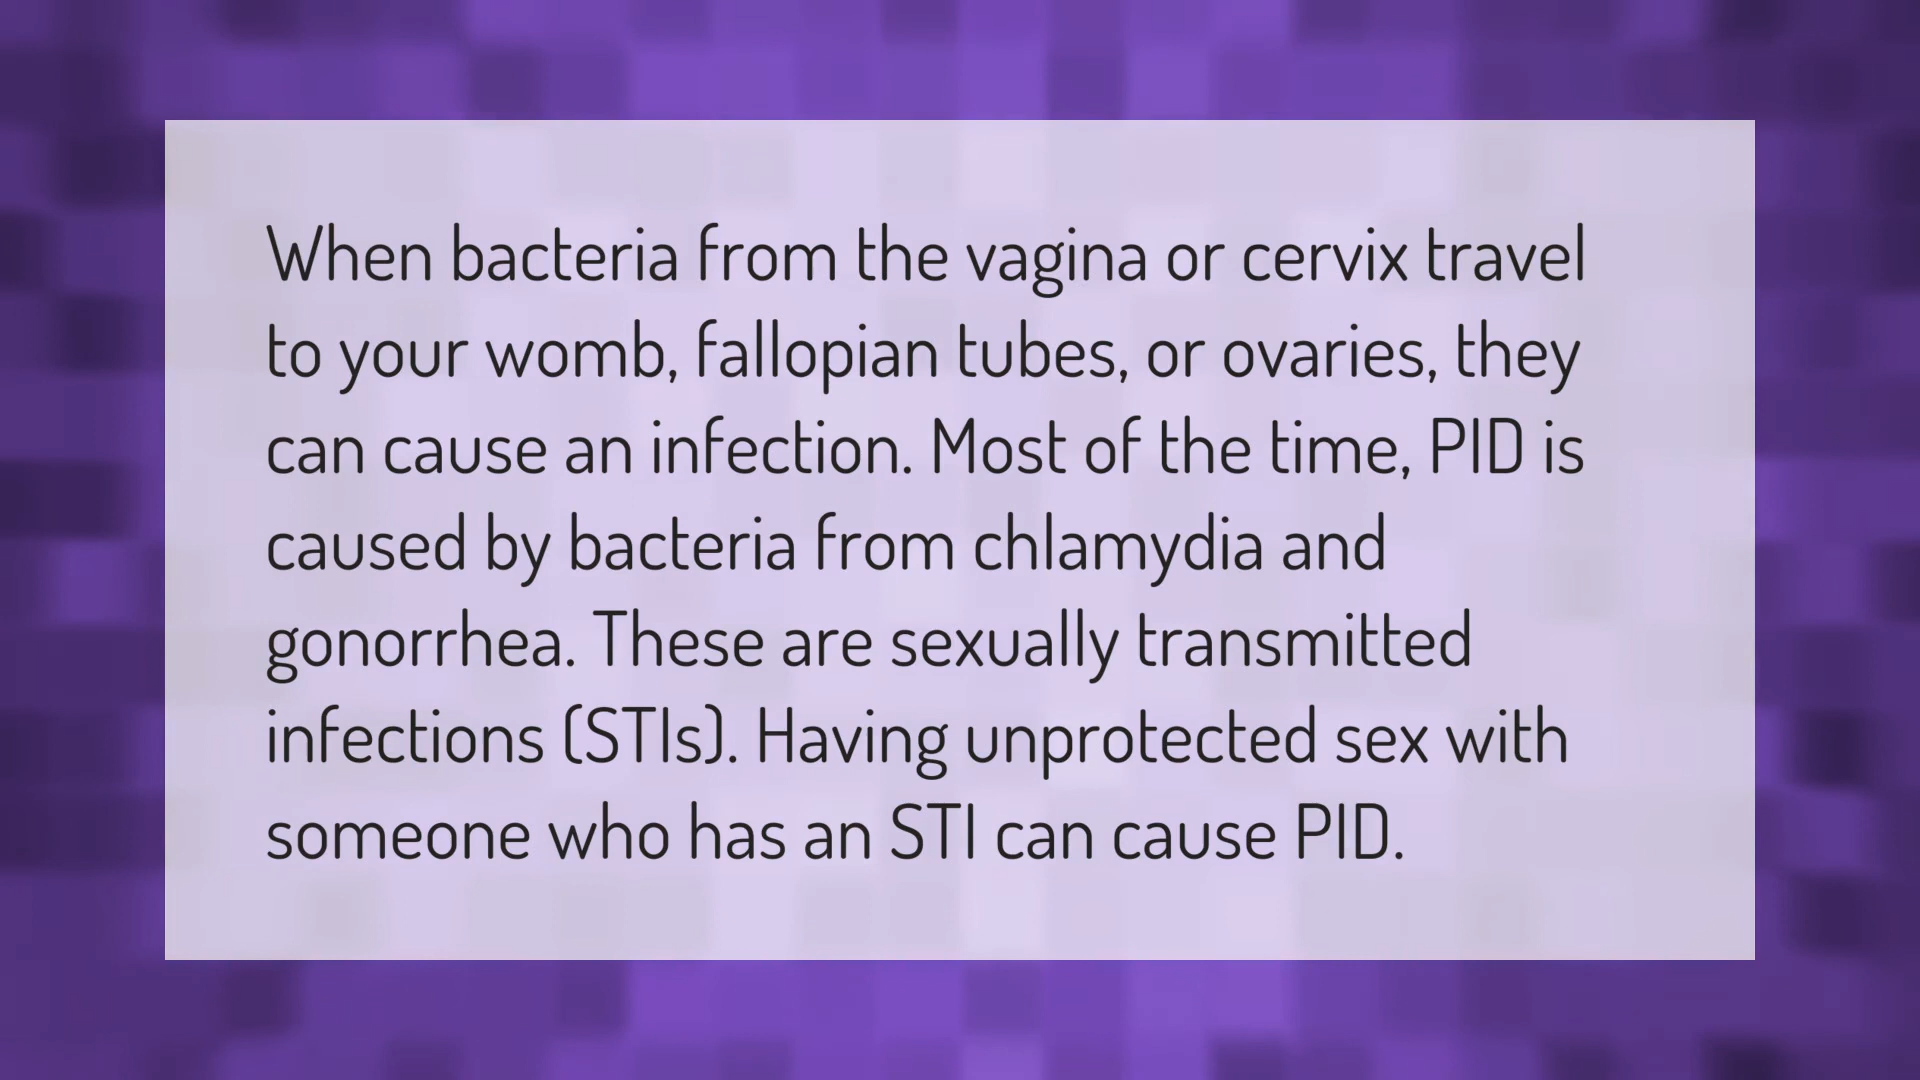 When bacteria from the vagina or cervix travel
to your womb, fallopian tubes, or ovaries, they
can cause an infection. Most of the time, PID is
caused by bacteria from chlamydia and
gonorrhea. These are sexually transmitted
infections (STIs). Having unprotected sex with
someone who has an STI can cause PID.